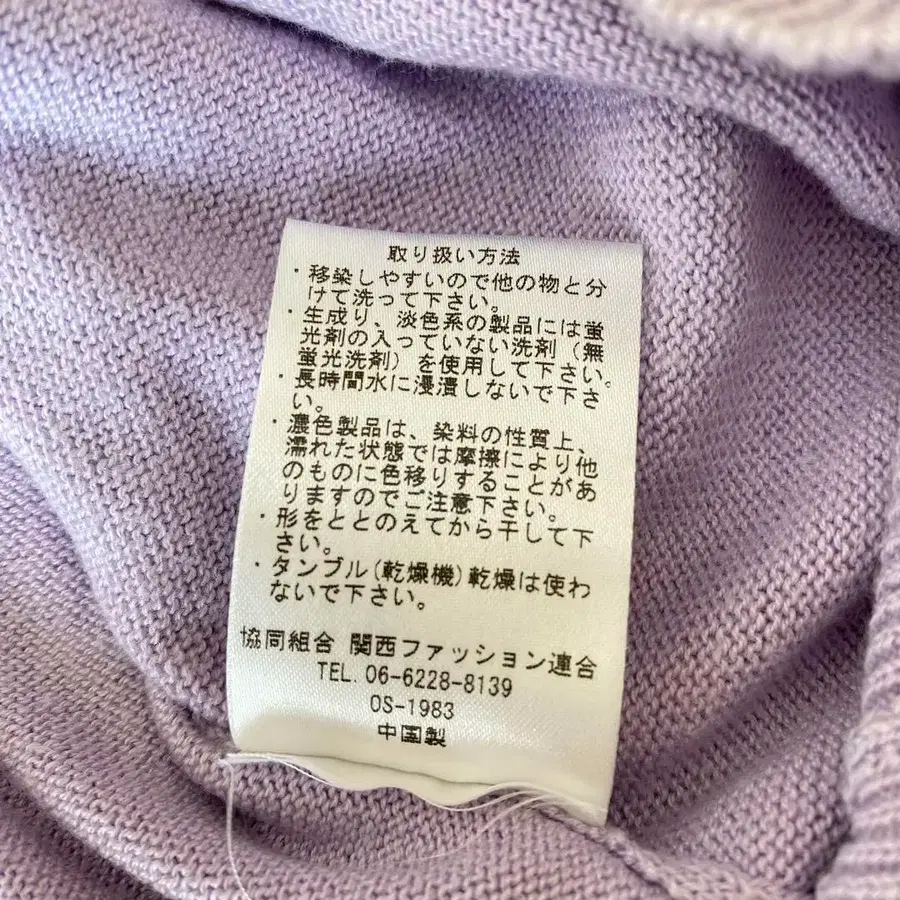 取り扱い方法
・移染しやすいので他の物と分
けて洗って下さい。
・生成り、淡色系の製品には蛍
光剤の入っていない洗剤（無
蛍光洗剤）を使用して下さい。
・長時間水に浸漬しないで下さ
い。
・濃色製品は、染料の性質上、
濡れた状態では摩擦により他
のものに色移りすることがあ
りますのでご注意下さい。
・形をととのえてから干して下
さい。
・タンブル(乾燥機)乾燥は使わ
ないで下さい。
協同組合 関西ファッション連合
TEL. 06-6228-8139
OS-1983
中国製